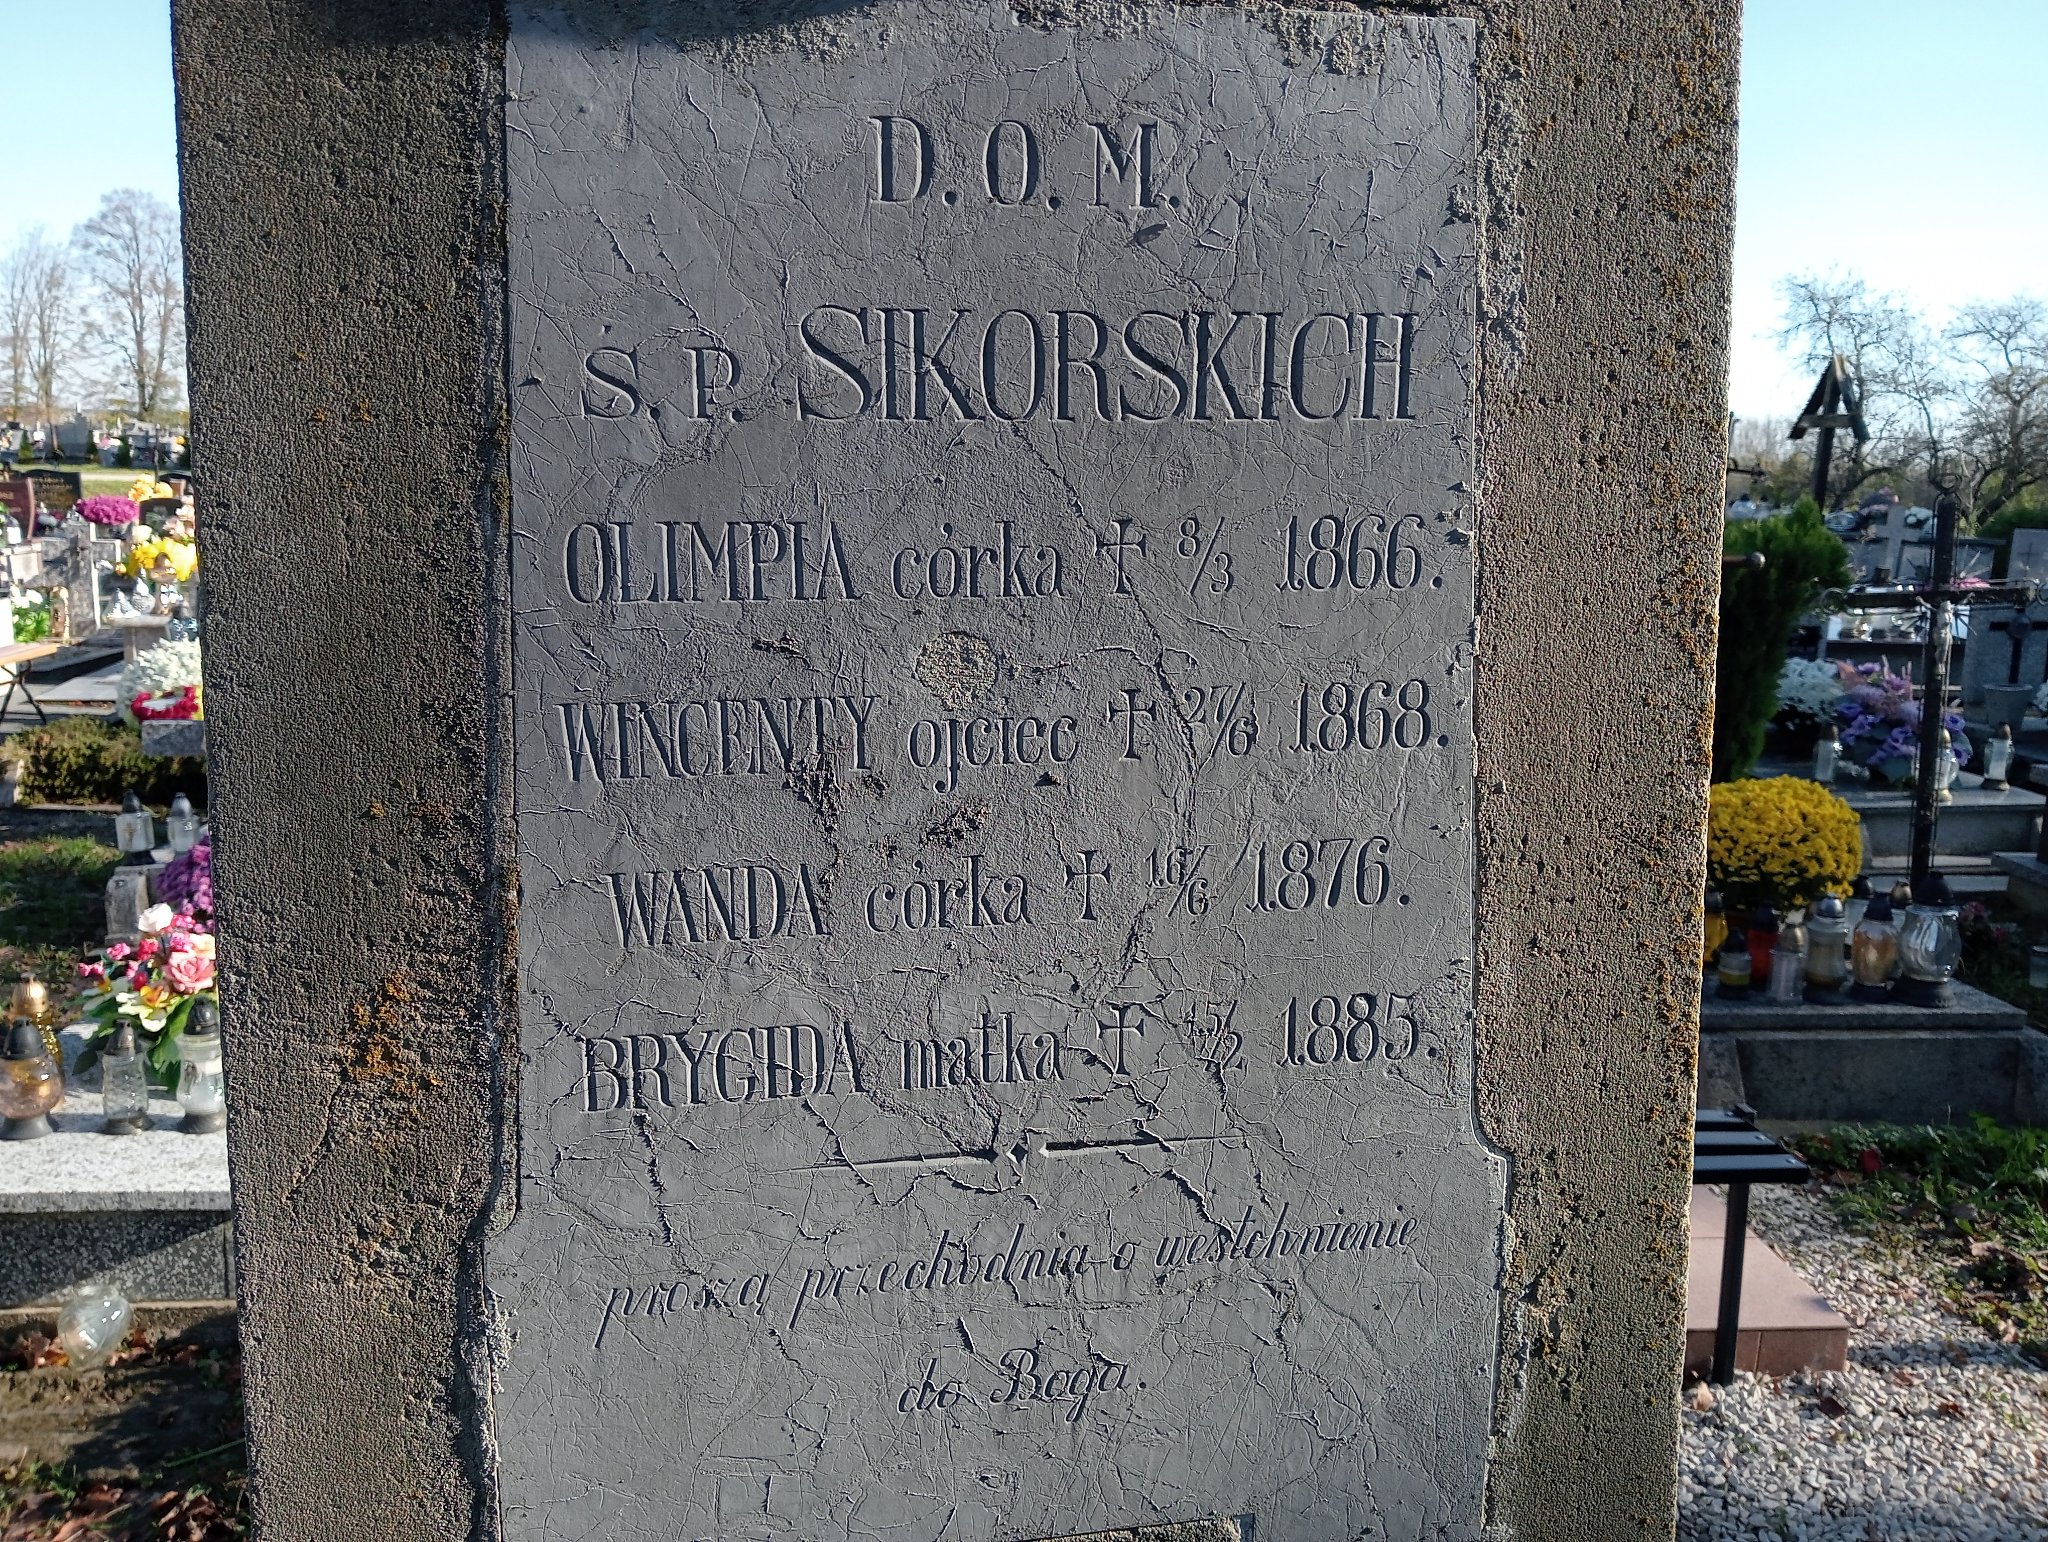 D. O. M.
Ś. P. SIKORSKICH
OLIMPIA córka † 8/3 1866.
WINCENTY ojciec † 27/6 1868.
WANDA córka † 16/6 1876.
BRYGIDA matka † 15/2 1885.
proszą przechodnia o westchnienie
do Boga.